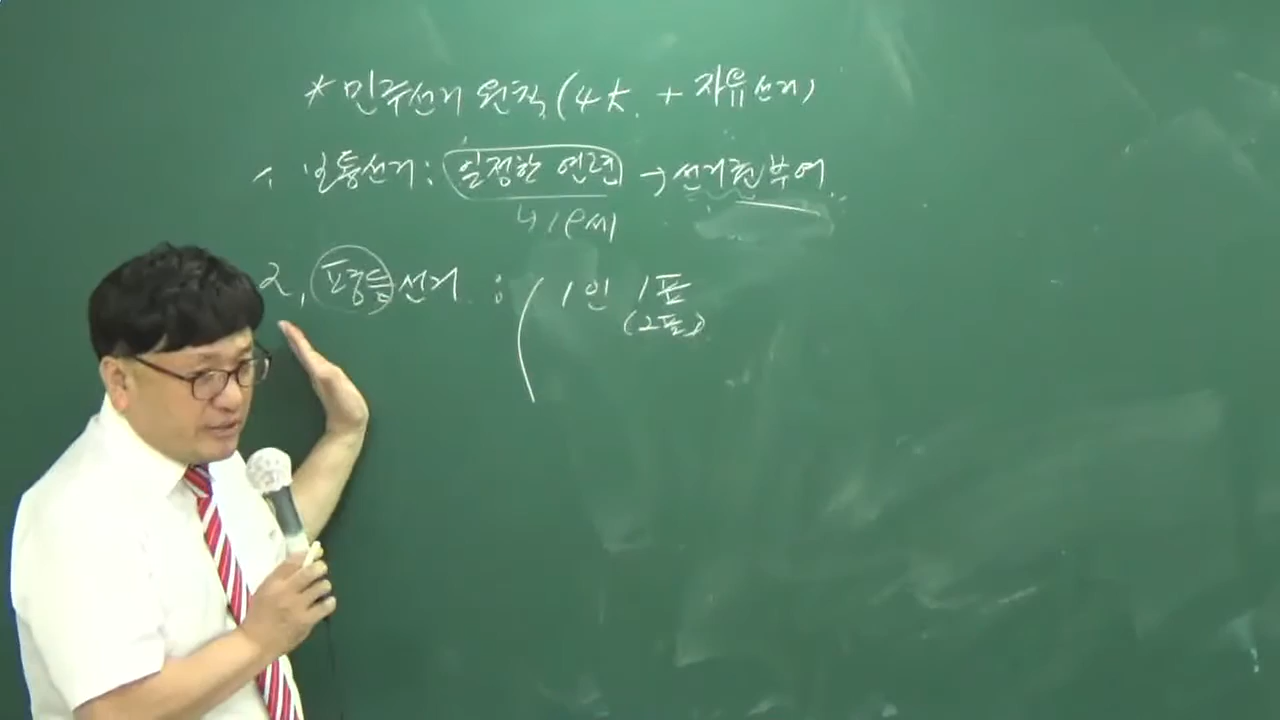 * 민주선거 원칙 (4大 + 자유선거)
1. 보통선거 : 일정한 연령 → 선거권 부여
만 18세
2. 평등선거 : ( 1인 1표
(2표)